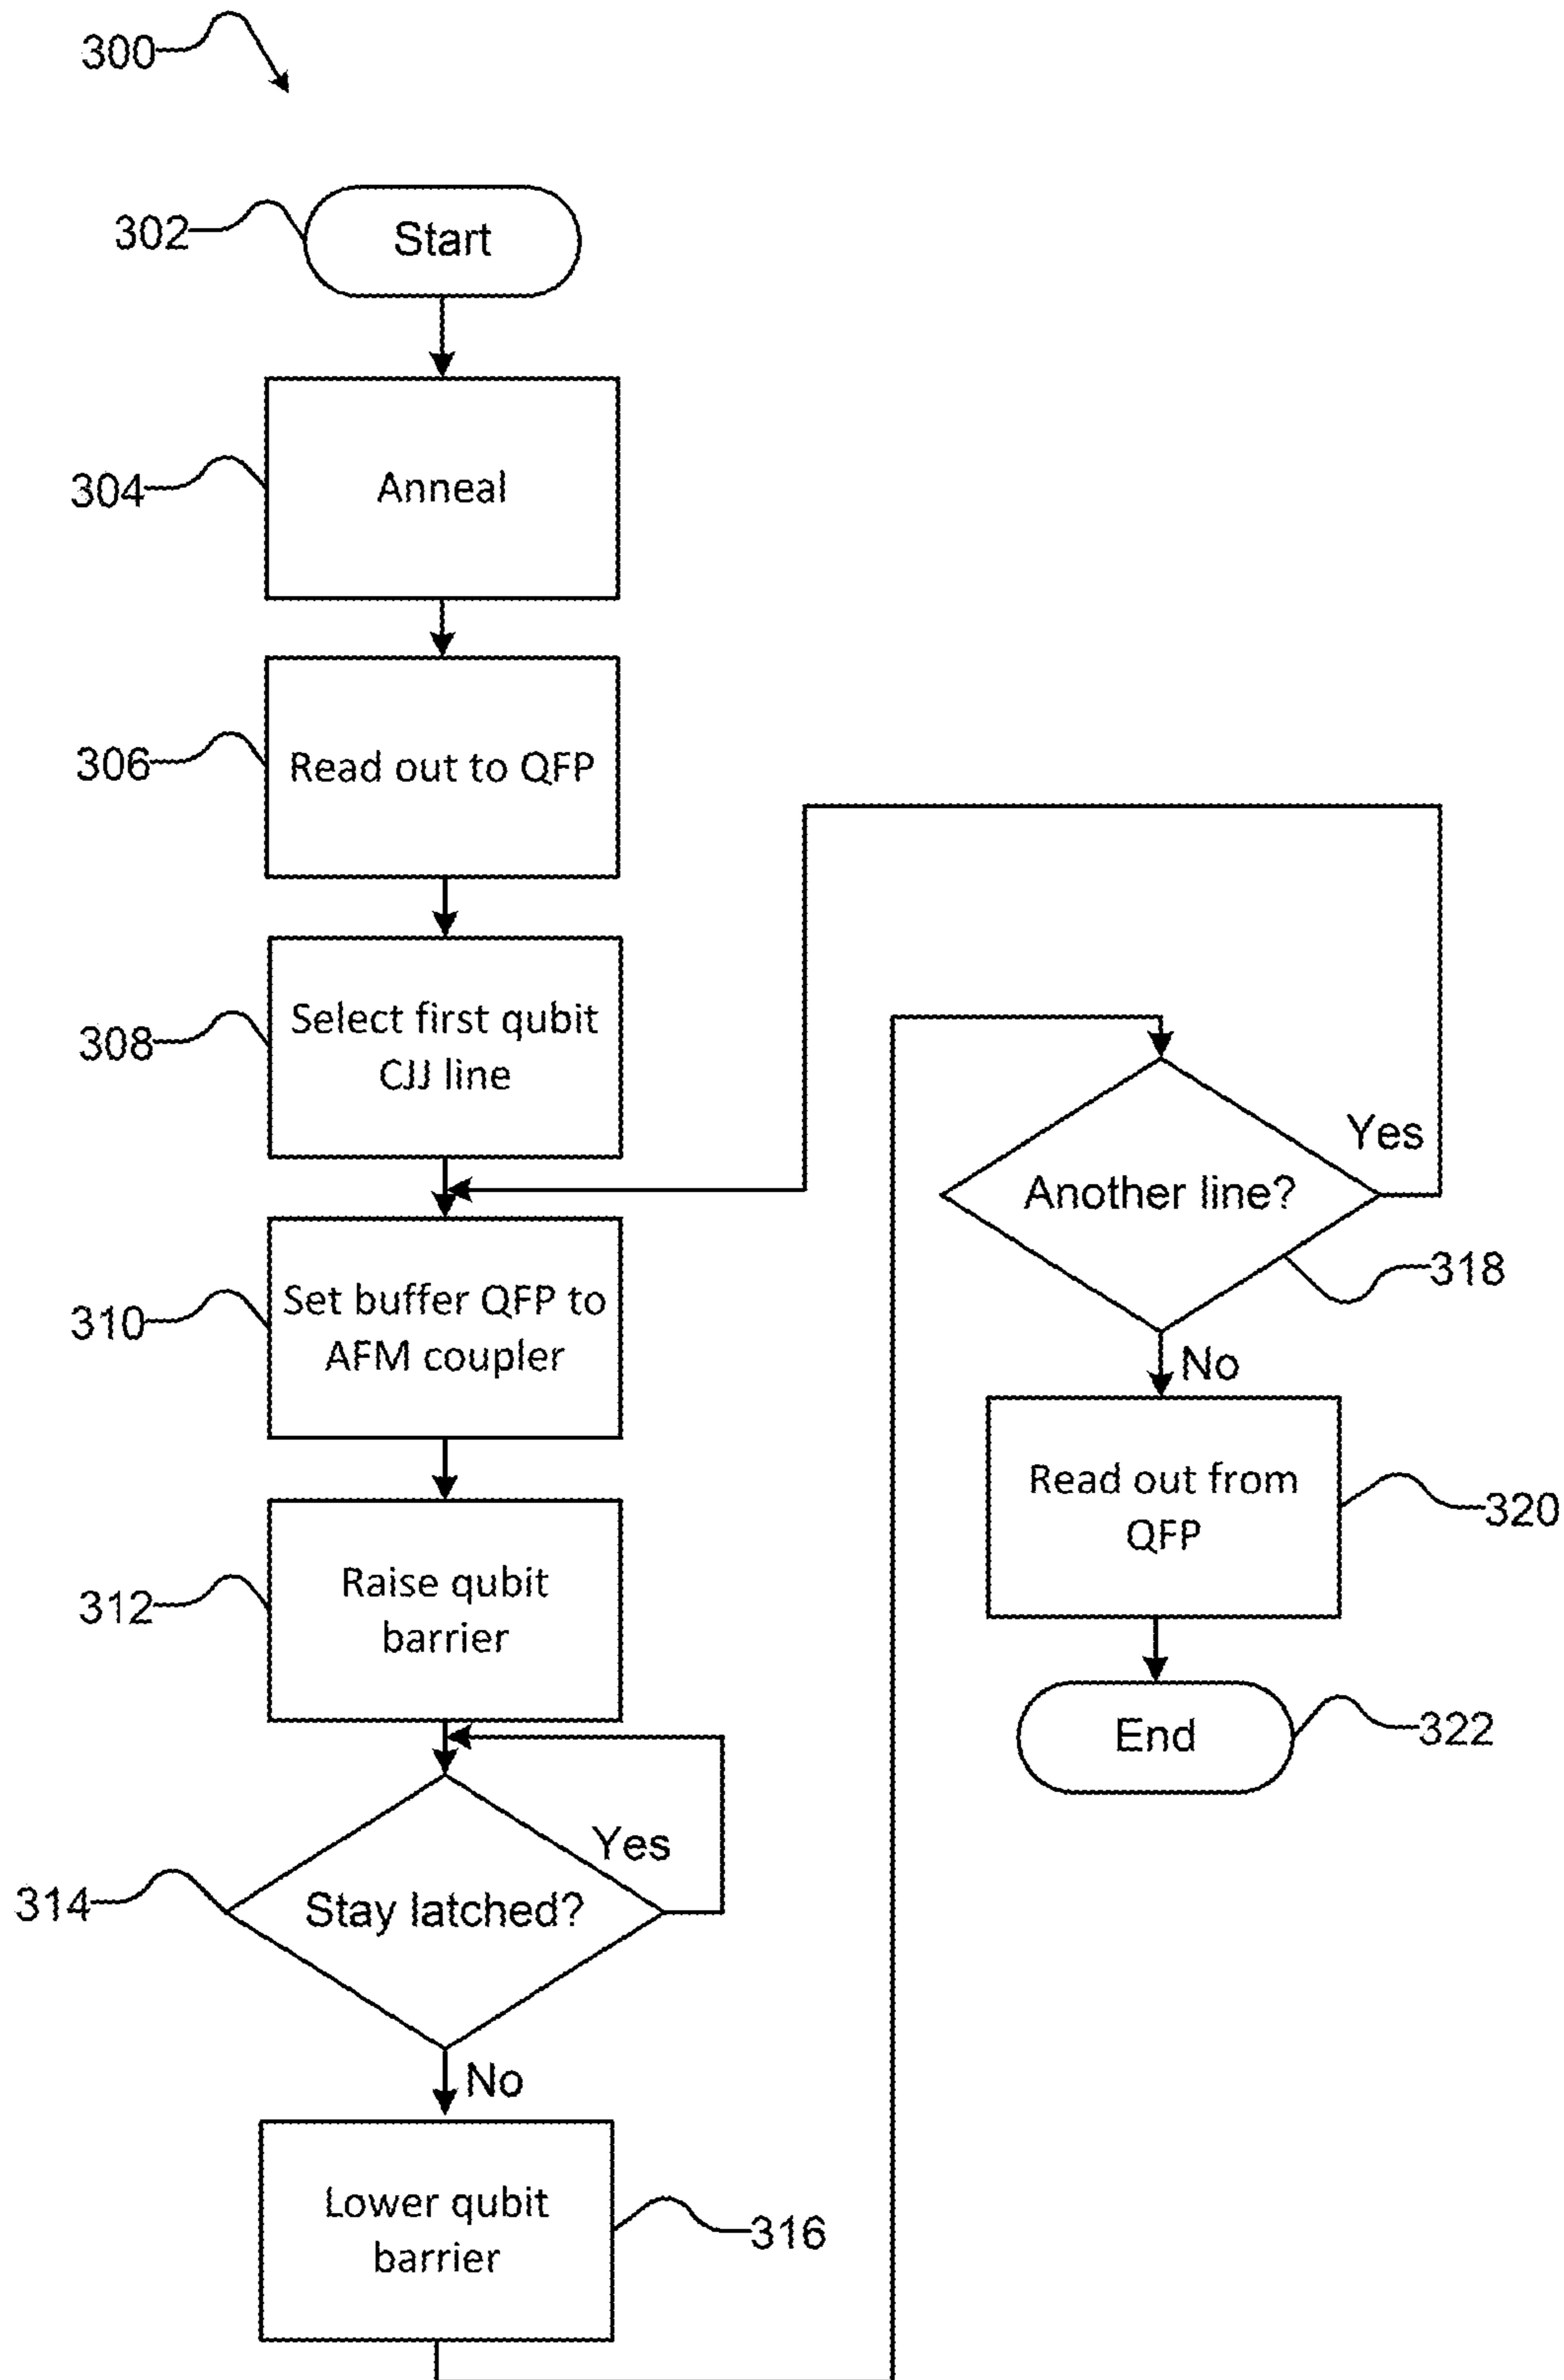 300
302
Start
304
Anneal
306
Read out to QFP
308
Select first qubit
CJJ line
310
Set buffer QFP to
AFM coupler
312
Raise qubit
barrier
314
Stay latched?
Yes
No
Lower qubit
barrier
316
Another line?
Yes
318
No
Read out from
QFP
320
End
322